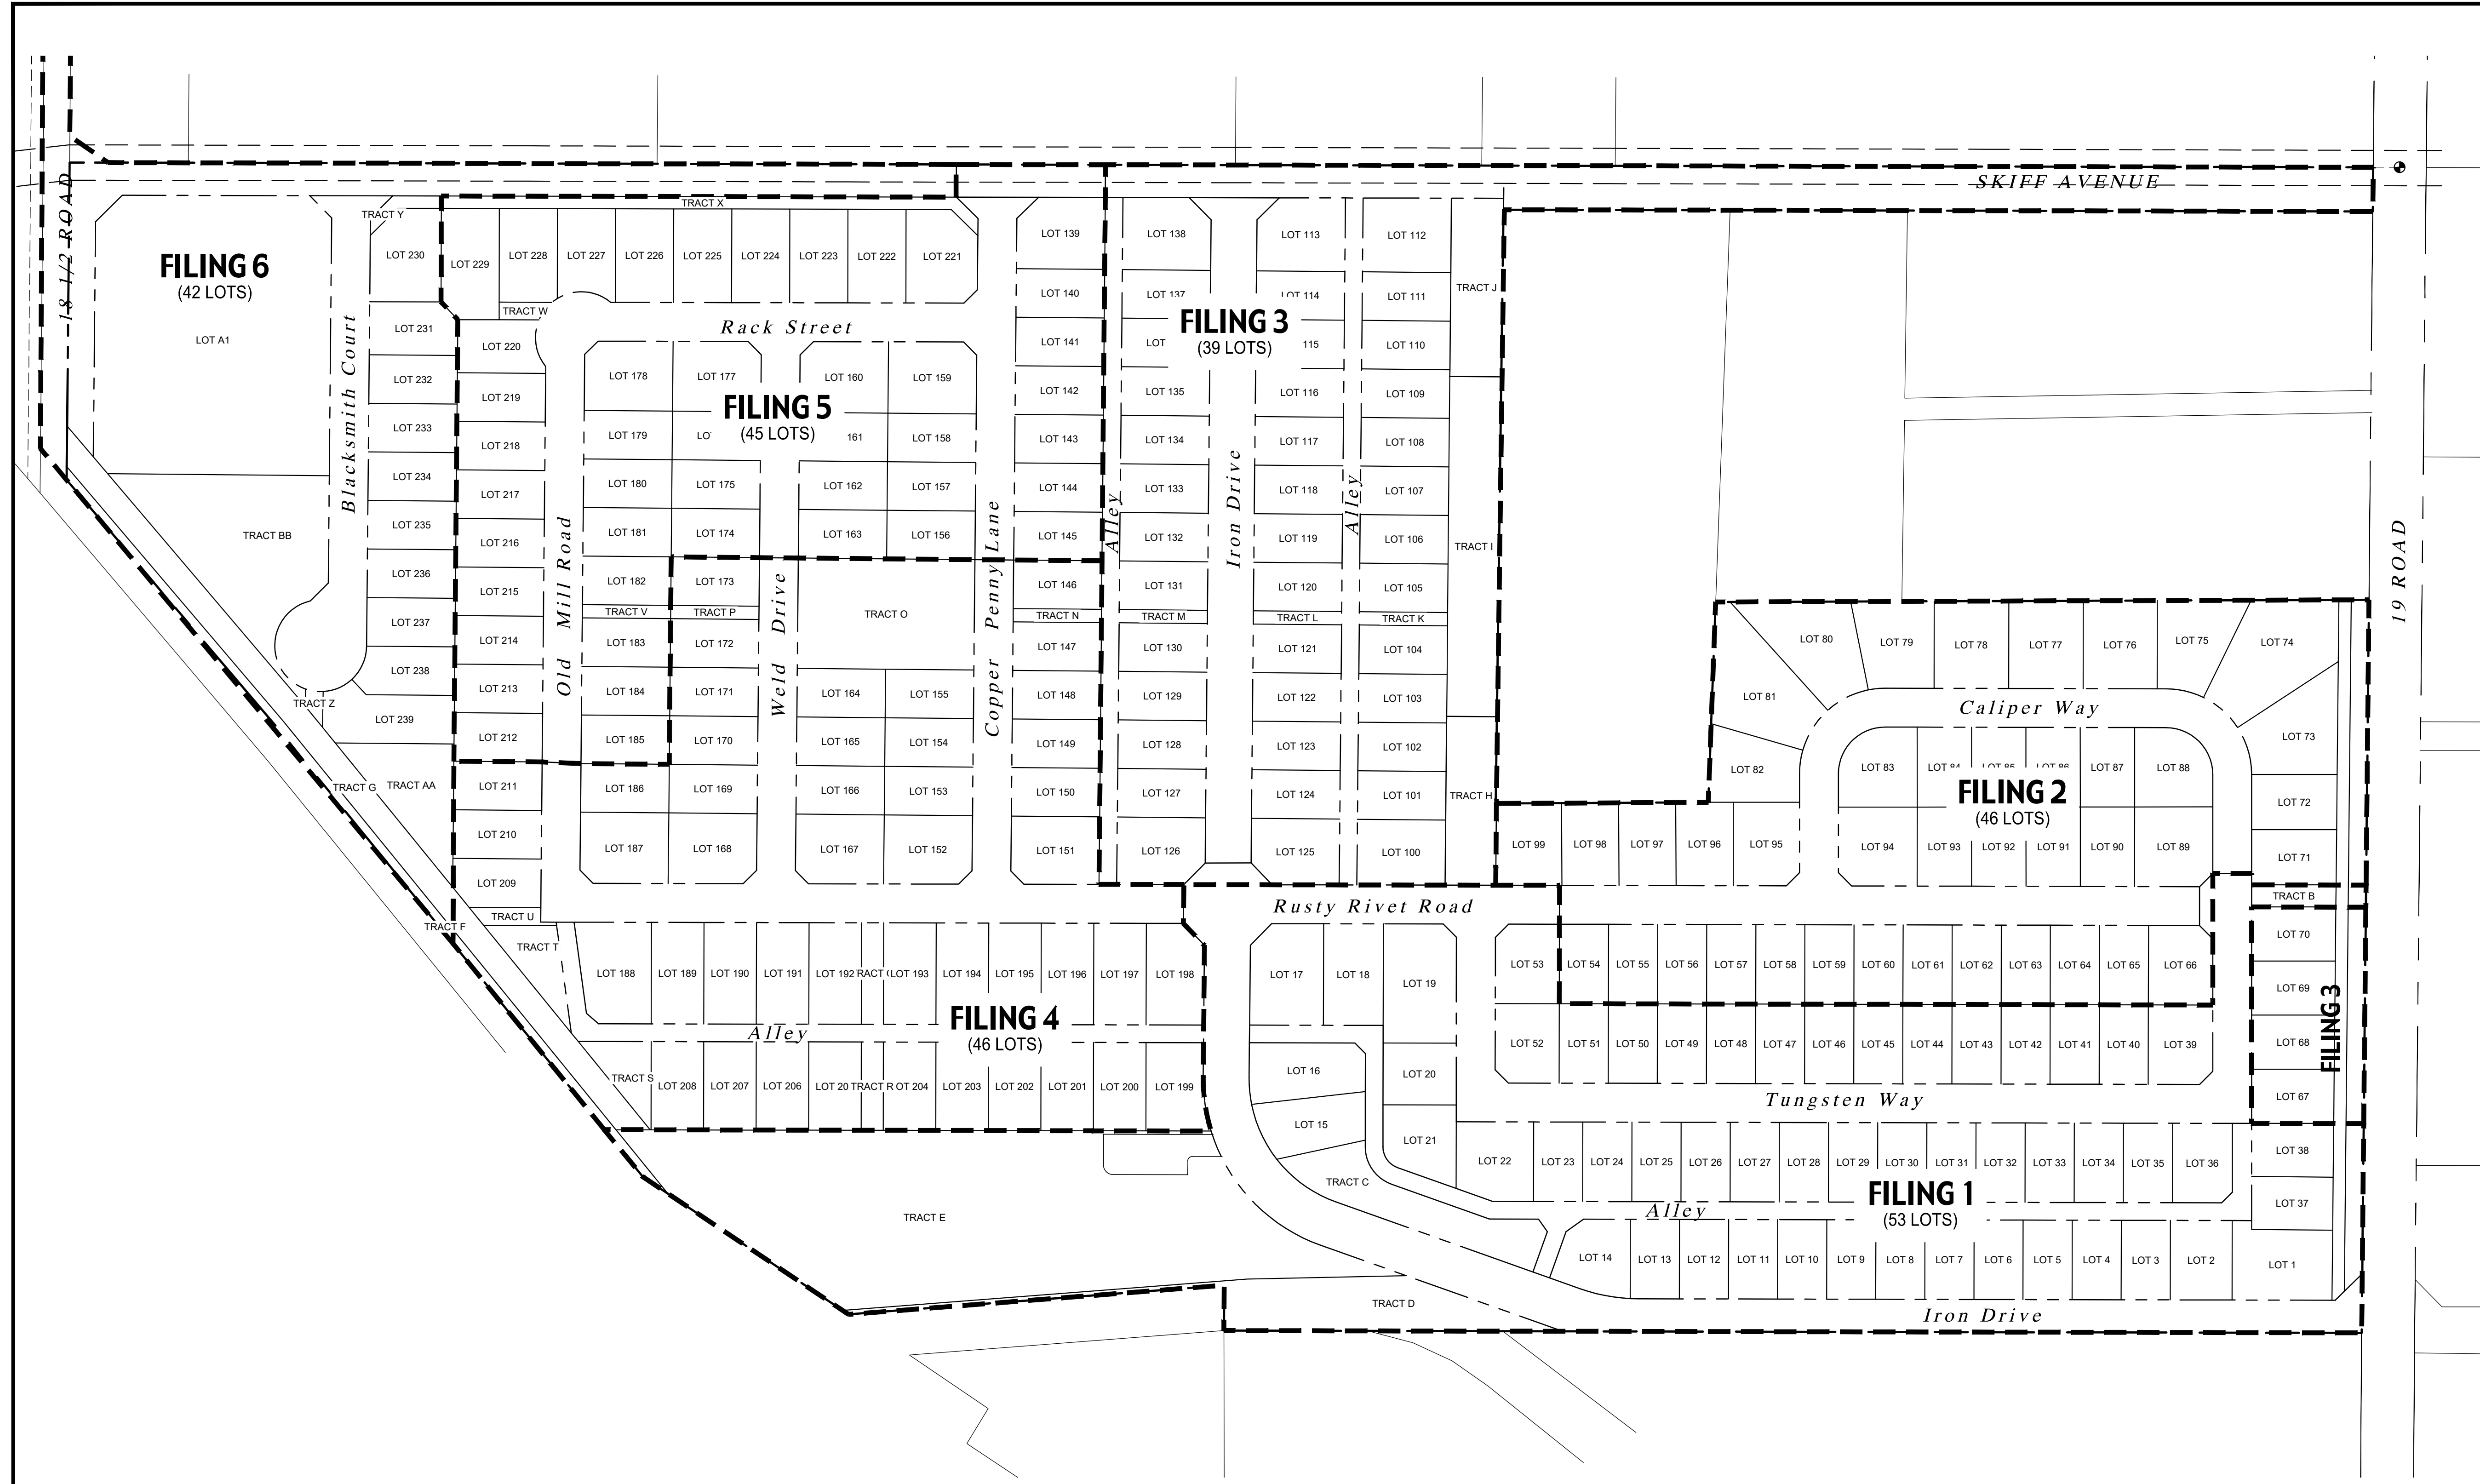 SKIFF AVENUE
18 1/2 ROAD
19 ROAD
FILING 6
(42 LOTS)
LOT A1
TRACT BB
Blacksmith Court
TRACT Y
LOT 230
LOT 231
LOT 232
LOT 233
LOT 234
LOT 235
LOT 236
LOT 237
LOT 238
LOT 239
TRACT Z
TRACT AA
TRACT G
TRACT F
TRACT X
LOT 229
LOT 228
LOT 227
LOT 226
LOT 225
LOT 224
LOT 223
LOT 222
LOT 221
TRACT W
Rack Street
LOT 220
LOT 219
LOT 218
LOT 217
LOT 216
LOT 215
LOT 214
LOT 213
LOT 212
LOT 211
LOT 210
LOT 209
TRACT U
TRACT T
Old Mill Road
FILING 5
(45 LOTS)
LOT 178
LOT 179
LOT 180
LOT 181
LOT 182
TRACT V
LOT 183
LOT 184
LOT 185
LOT 186
LOT 187
LOT 177
LO
LOT 175
LOT 174
LOT 173
TRACT P
LOT 172
LOT 171
LOT 170
LOT 169
LOT 168
Weld Drive
LOT 160
161
LOT 162
LOT 163
TRACT O
LOT 164
LOT 165
LOT 166
LOT 167
LOT 159
LOT 158
LOT 157
LOT 156
LOT 155
LOT 154
LOT 153
LOT 152
Copper Penny Lane
LOT 139
LOT 140
LOT 141
LOT 142
LOT 143
LOT 144
LOT 145
LOT 146
TRACT N
LOT 147
LOT 148
LOT 149
LOT 150
LOT 151
Alley
FILING 3
(39 LOTS)
LOT 138
LOT 137
LOT
LOT 135
LOT 134
LOT 133
LOT 132
LOT 131
TRACT M
LOT 130
LOT 129
LOT 128
LOT 127
LOT 126
Iron Drive
LOT 113
LOT 114
115
LOT 116
LOT 117
LOT 118
LOT 119
LOT 120
TRACT L
LOT 121
LOT 122
LOT 123
LOT 124
LOT 125
Alley
LOT 112
LOT 111
LOT 110
LOT 109
LOT 108
LOT 107
LOT 106
LOT 105
TRACT K
LOT 104
LOT 103
LOT 102
LOT 101
LOT 100
TRACT J
TRACT I
TRACT H
LOT 80
LOT 79
LOT 78
LOT 77
LOT 76
LOT 75
LOT 74
LOT 81
LOT 82
Caliper Way
LOT 73
LOT 72
LOT 71
TRACT B
LOT 83
LOT 84
LOT 85
LOT 86
LOT 87
LOT 88
FILING 2
(46 LOTS)
LOT 99
LOT 98
LOT 97
LOT 96
LOT 95
LOT 94
LOT 93
LOT 92
LOT 91
LOT 90
LOT 89
Rusty Rivet Road
LOT 70
LOT 69
LOT 68
LOT 67
FILING 3
LOT 188
LOT 189
LOT 190
LOT 191
LOT 192
RACT
LOT 193
LOT 194
LOT 195
LOT 196
LOT 197
LOT 198
FILING 4
(46 LOTS)
Alley
TRACT S
LOT 208
LOT 207
LOT 206
LOT 20
TRACT R
OT 204
LOT 203
LOT 202
LOT 201
LOT 200
LOT 199
LOT 17
LOT 18
LOT 19
LOT 16
LOT 20
LOT 15
LOT 21
TRACT C
LOT 53
LOT 54
LOT 55
LOT 56
LOT 57
LOT 58
LOT 59
LOT 60
LOT 61
LOT 62
LOT 63
LOT 64
LOT 65
LOT 66
LOT 52
LOT 51
LOT 50
LOT 49
LOT 48
LOT 47
LOT 46
LOT 45
LOT 44
LOT 43
LOT 42
LOT 41
LOT 40
LOT 39
Tungsten Way
LOT 22
LOT 23
LOT 24
LOT 25
LOT 26
LOT 27
LOT 28
LOT 29
LOT 30
LOT 31
LOT 32
LOT 33
LOT 34
LOT 35
LOT 36
LOT 38
LOT 37
FILING 1
(53 LOTS)
Alley
LOT 14
LOT 13
LOT 12
LOT 11
LOT 10
LOT 9
LOT 8
LOT 7
LOT 6
LOT 5
LOT 4
LOT 3
LOT 2
LOT 1
TRACT E
TRACT D
Iron Drive